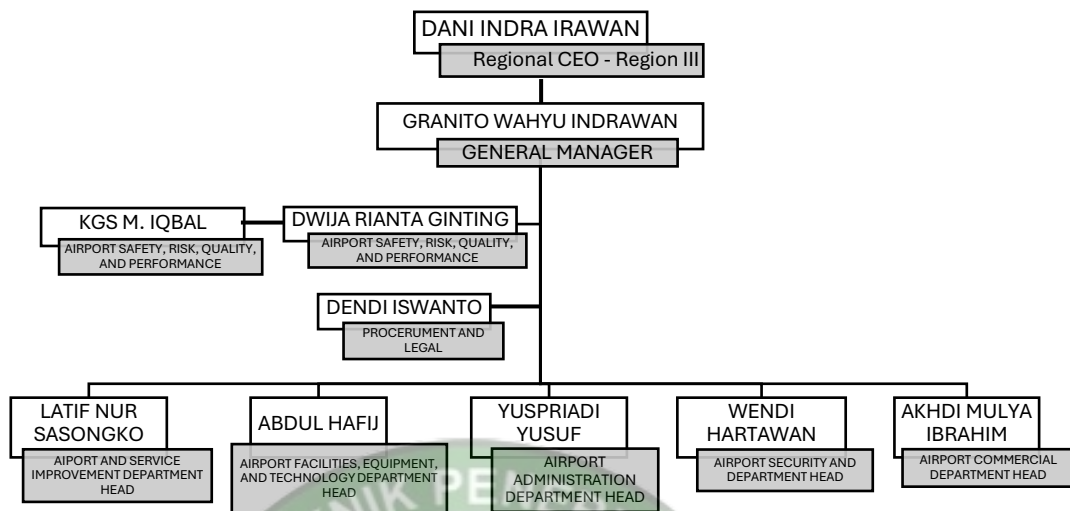 DANI INDRA IRAWAN
Regional CEO - Region III
GRANITO WAHYU INDRAWAN
GENERAL MANAGER
KGS M. IQBAL
AIRPORT SAFETY, RISK, QUALITY,
AND PERFORMANCE
DWIJA RIANTA GINTING
AIRPORT SAFETY, RISK, QUALITY,
AND PERFORMANCE
DENDI ISWANTO
PROCERUMENT AND
LEGAL
LATIF NUR
SASONGKO
AIPORT AND SERVICE
IMPROVEMENT DEPARTMENT
HEAD
ABDUL HAFIJ
AIRPORT FACILITIES, EQUIPMENT,
AND TECHNOLOGY DEPARTMENT
HEAD
YUSPRIADI
YUSUF
AIRPORT
ADMINISTRATION
DEPARTMENT HEAD
WENDI
HARTAWAN
AIRPORT SECURITY AND
DEPARTMENT HEAD
AKHDI MULYA
IBRAHIM
AIRPORT COMMERCIAL
DEPARTMENT HEAD